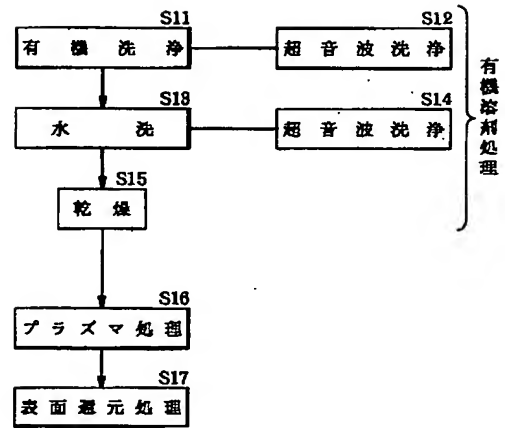 S11
有機洗浄
S12
超音波洗浄
S13
水洗
S14
超音波洗浄
有機溶剤処理
S15
乾燥
S16
プラズマ処理
S17
表面還元処理